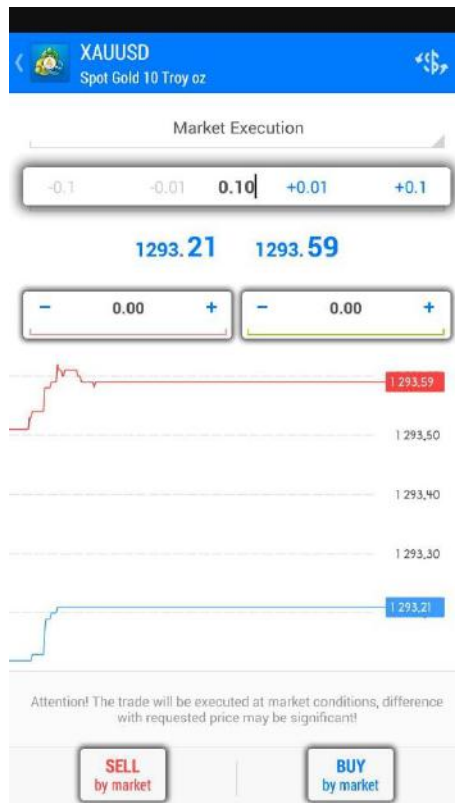 XAUUSD
Spot Gold 10 Troy oz
Market Execution
-0.1 -0.01 0.10 +0.01 +0.1
1293.21 1293.59
- 0.00 + - 0.00 +
1 293,59
1 293,50
1 293,40
1 293,30
1 293,21
Attention! The trade will be executed at market conditions, difference
with requested price may be significant!
SELL BUY
by market by market